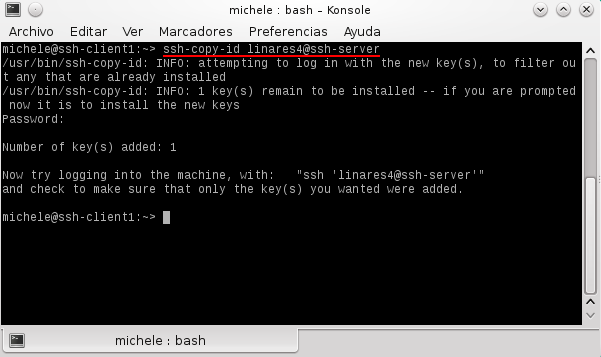 michele : bash – Konsole
Archivo Editar Ver Marcadores Preferencias Ayuda
michele@ssh-client1:~> ssh-copy-id linares4@ssh-server
/usr/bin/ssh-copy-id: INFO: attempting to log in with the new key(s), to filter ou
t any that are already installed
/usr/bin/ssh-copy-id: INFO: 1 key(s) remain to be installed -- if you are prompted
 now it is to install the new keys
Password:
Number of key(s) added: 1
Now try logging into the machine, with:   "ssh 'linares4@ssh-server'"
and check to make sure that only the key(s) you wanted were added.
michele@ssh-client1:~>
michele : bash